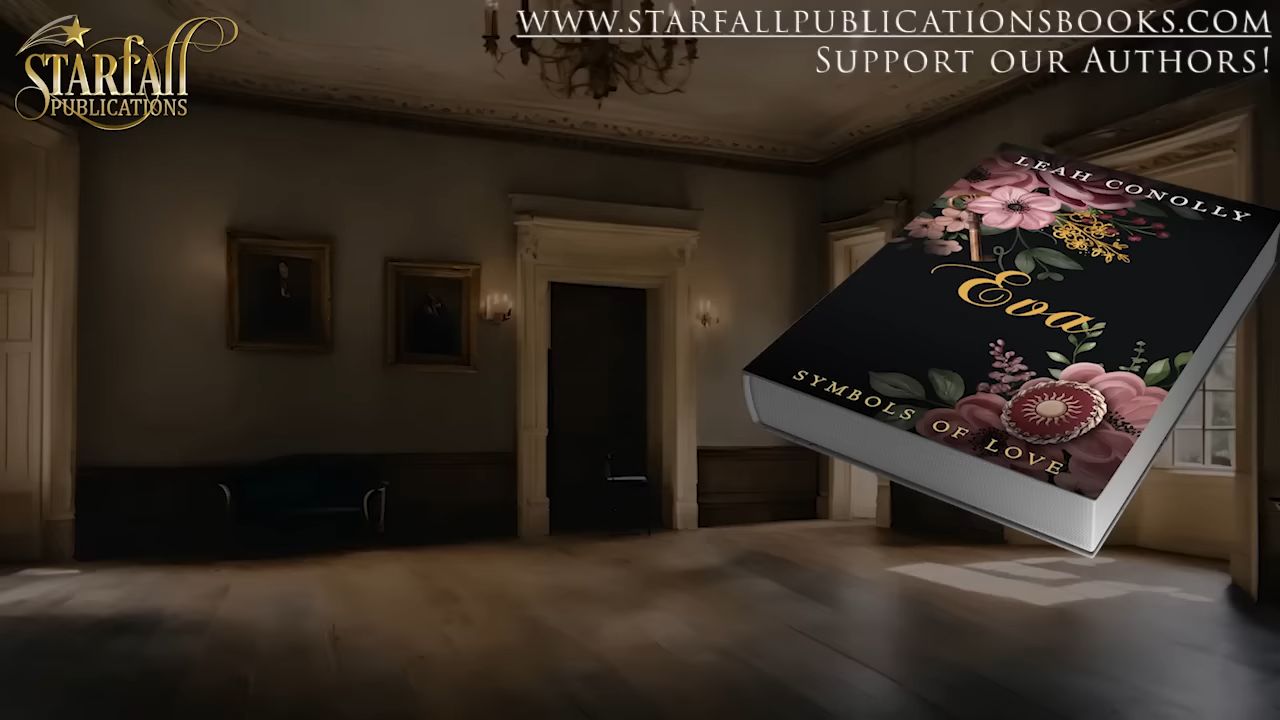 STARfall
PUBLICATIONS
WWW.STARFALLPUBLICATIONSBOOKS.COM
SUPPORT OUR AUTHORS!
LEAH CONOLLY
Eva
SYMBOLS OF LOVE